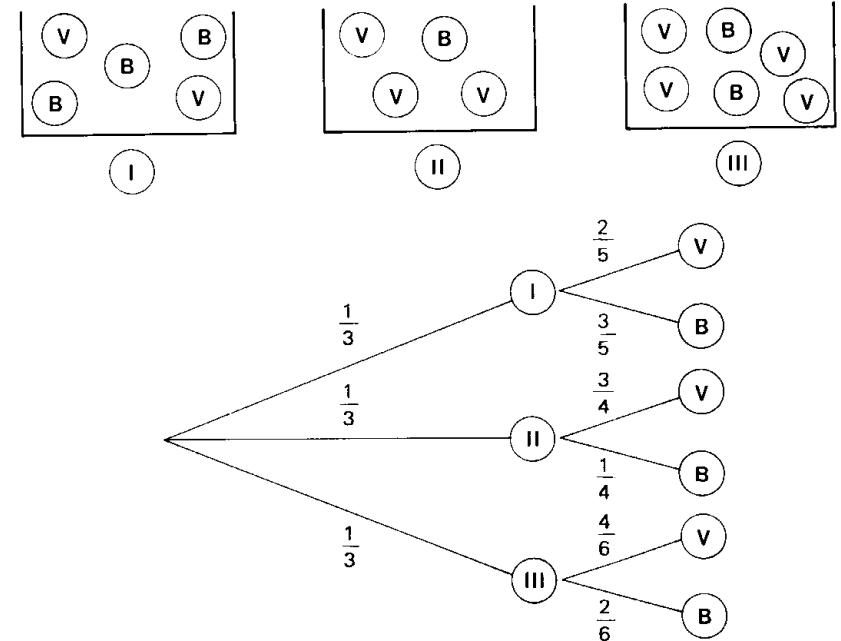 V B V B V B V
B
B V V V V B V
I II III
2/5 V
I
1/3 3/5 B
1/3 3/4 V
II
1/4 B
4/6 V
1/3 III
2/6 B